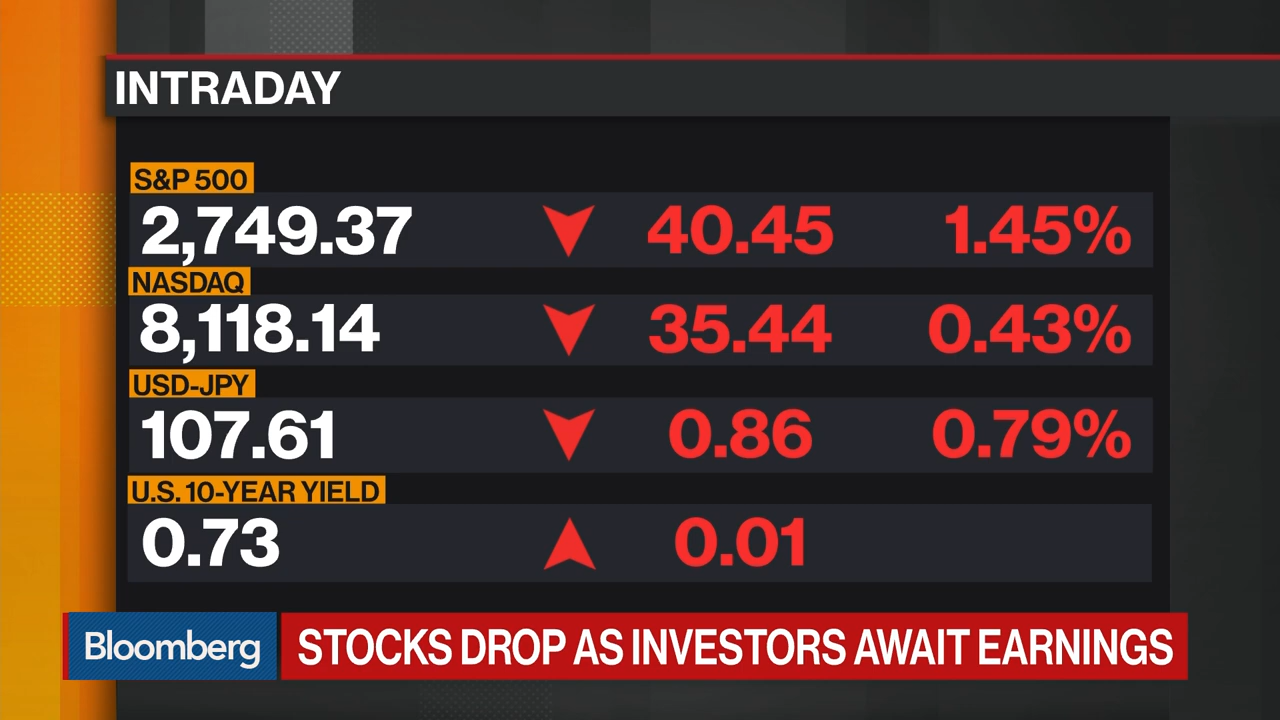 INTRADAY
S&P 500
2,749.37 40.45 1.45%
NASDAQ
8,118.14 35.44 0.43%
USD-JPY
107.61 0.86 0.79%
U.S. 10-YEAR YIELD
0.73 0.01
Bloomberg STOCKS DROP AS INVESTORS AWAIT EARNINGS